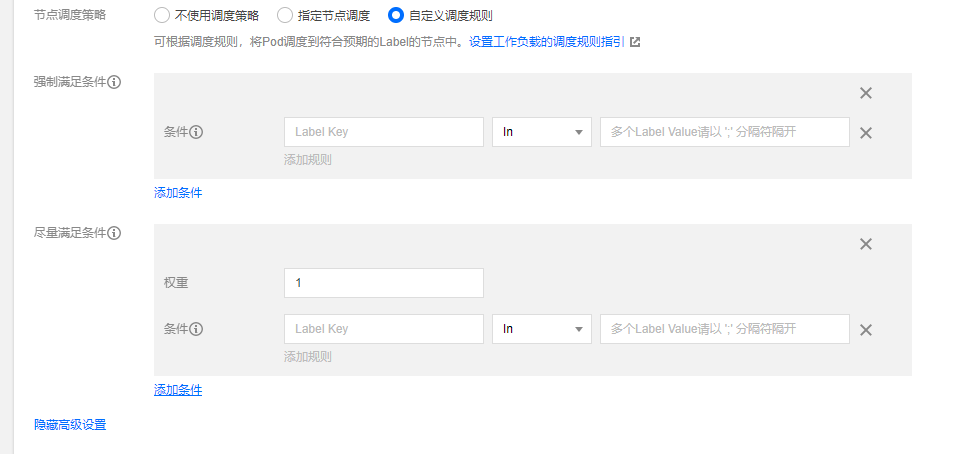 节点调度策略 不使用调度策略 指定节点调度 自定义调度规则
可根据调度规则，将Pod调度到符合预期的Label的节点中。设置工作负载的调度规则指引
强制满足条件
条件 Label Key In 多个Label Value请以 ';' 分隔符隔开
添加规则
添加条件
尽量满足条件
权重 1
条件 Label Key In 多个Label Value请以 ';' 分隔符隔开
添加规则
添加条件
隐藏高级设置